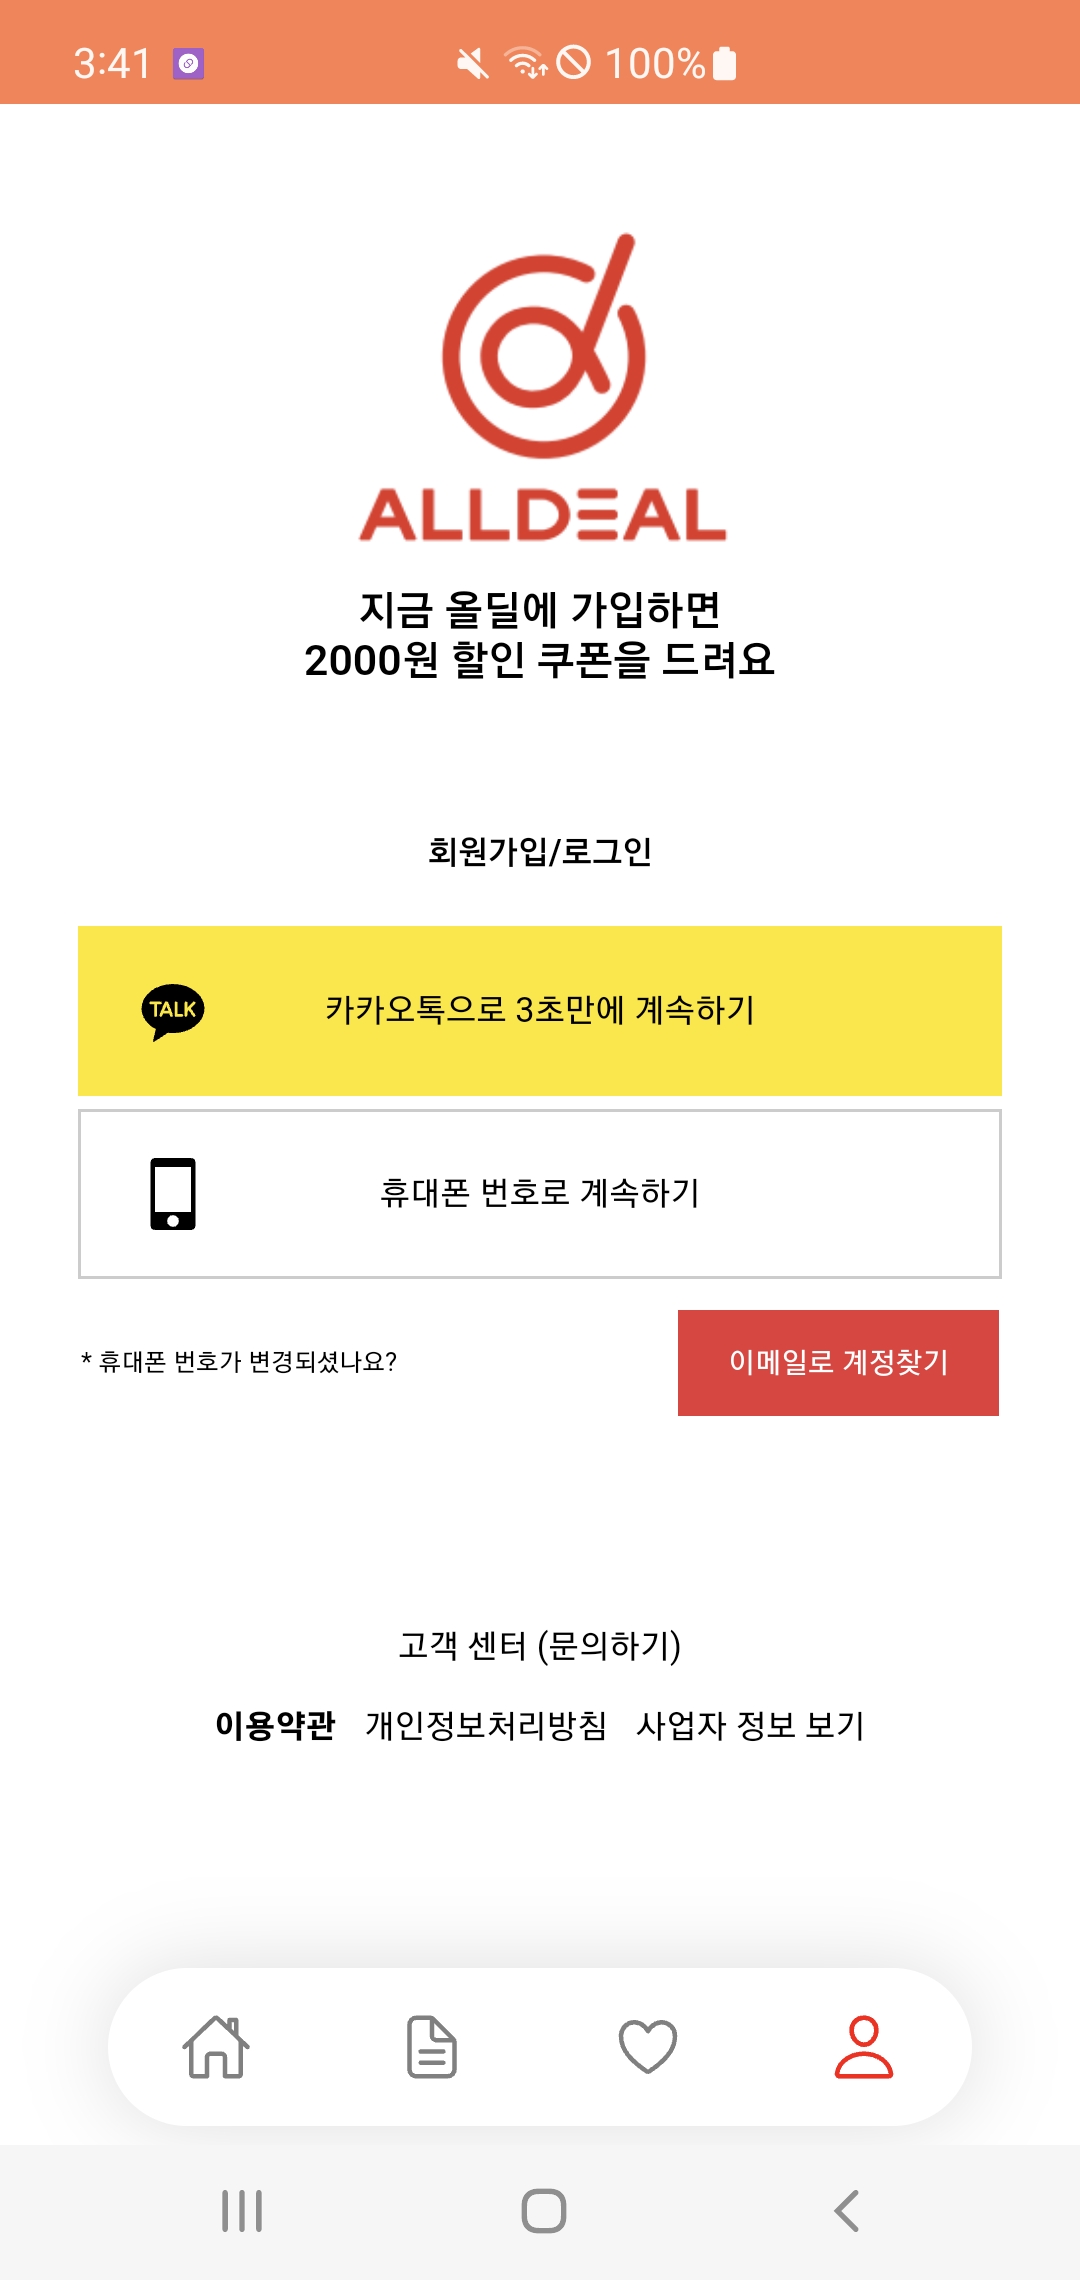 3:41 100%
ALLDEAL
지금 올딜에 가입하면
2000원 할인 쿠폰을 드려요
회원가입/로그인
TALK 카카오톡으로 3초만에 계속하기
휴대폰 번호로 계속하기
* 휴대폰 번호가 변경되셨나요? 이메일로 계정찾기
고객 센터 (문의하기)
이용약관 개인정보처리방침 사업자 정보 보기